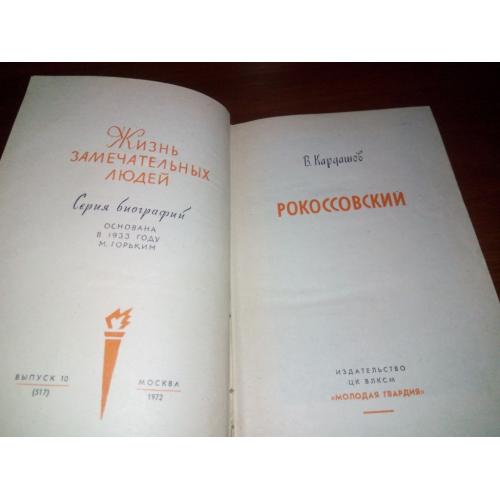 Жизнь
ЗАМЕЧАТЕЛЬНЫХ
ЛЮДЕЙ
Серия биографий
ОСНОВАНА
В 1933 ГОДУ
М. ГОРЬКИМ
ВЫПУСК 10
(517)
МОСКВА
1972
В. Кардашов
РОКОССОВСКИЙ
ИЗДАТЕЛЬСТВО
ЦК ВЛКСМ
«МОЛОДАЯ ГВАРДИЯ»